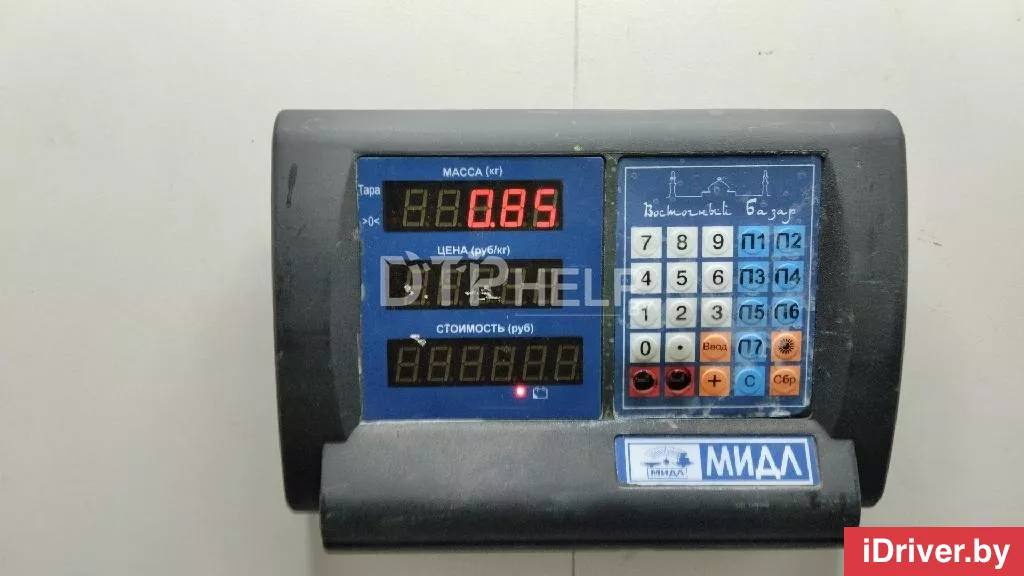 МАССА (кг)
Тара
0.85
>0<
ЦЕНА (руб/кг)
СТОИМОСТЬ (руб)
Восточный Базар
7 8 9 П1 П2
4 5 6 П3 П4
1 2 3 П5 П6
0 . Ввод П7
+ С Сбр
МИДЛ
МИДЛ
DTPHELP
iDriver.by